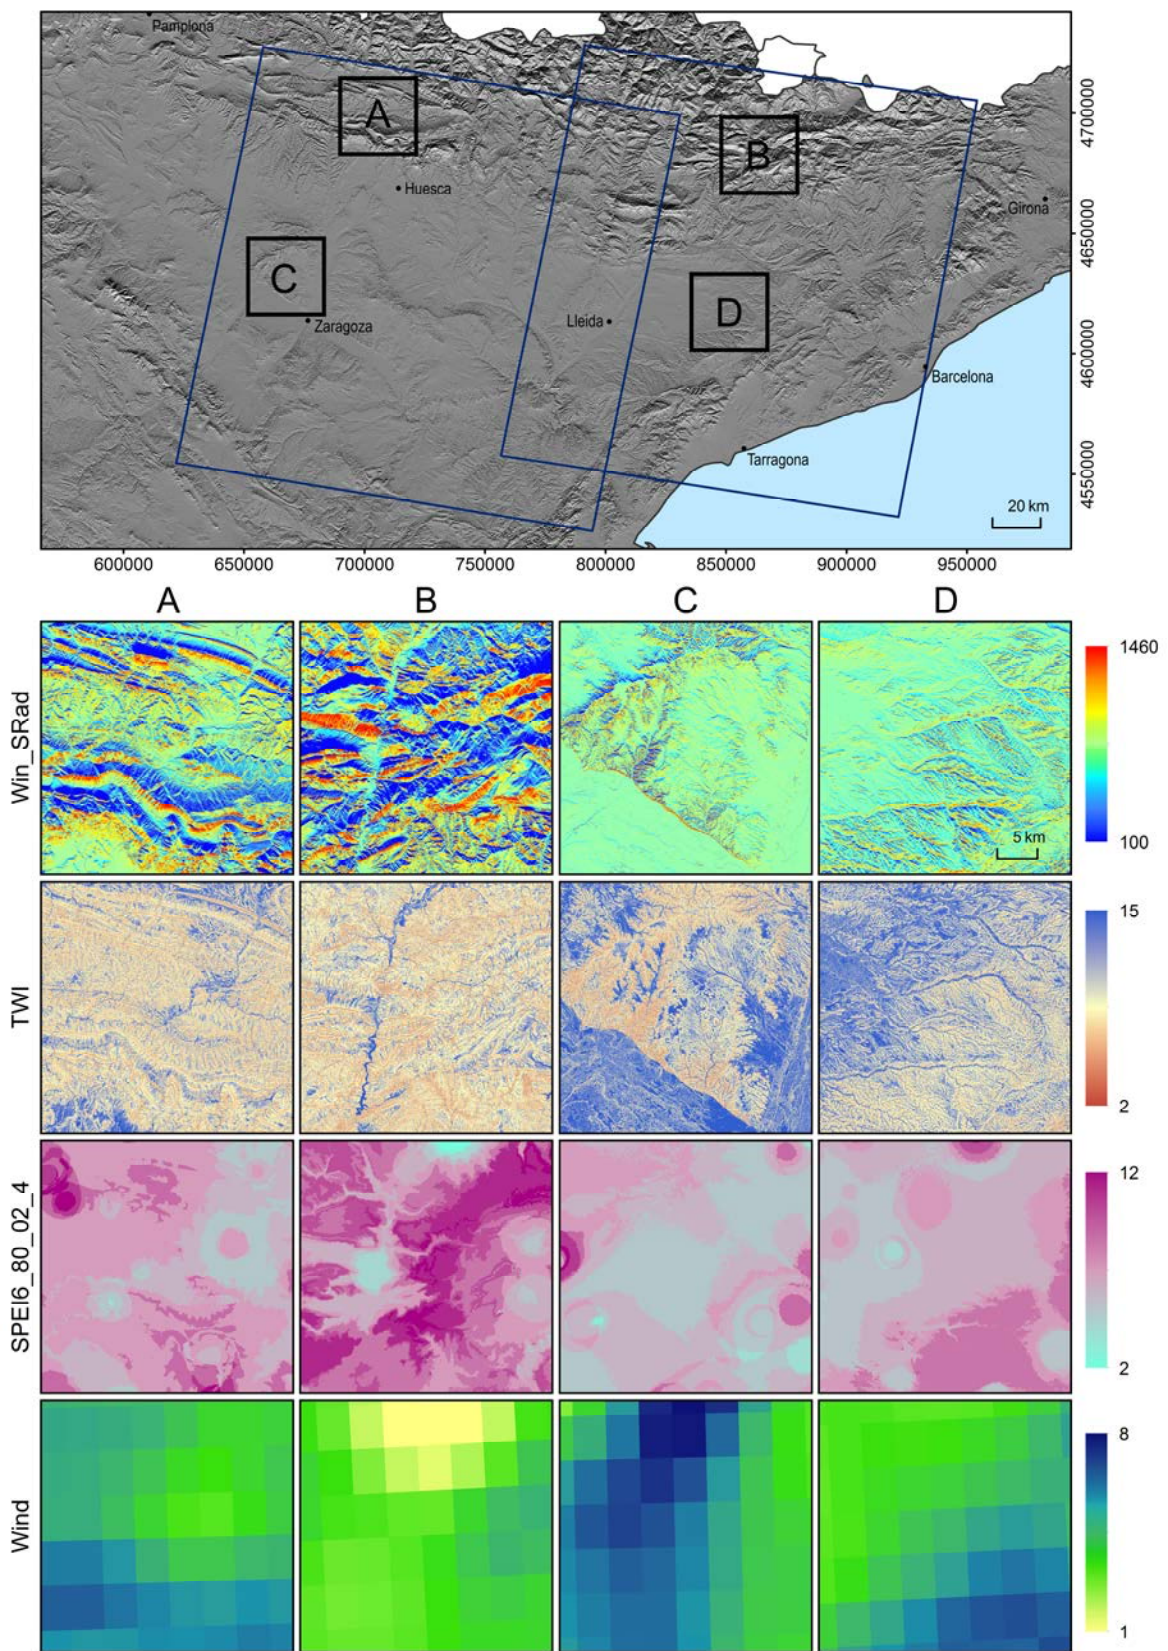 Pamplona
A
B
Huesca
Girona
C
Zaragoza
Lleida
D
Barcelona
Tarragona
20 km
4700000
4650000
4600000
4550000
600000 650000 700000 750000 800000 850000 900000 950000
A B C D
Win_SRad
1460
100
5 km
TWI
15
2
SPEI6_80_02_4
12
2
Wind
8
1